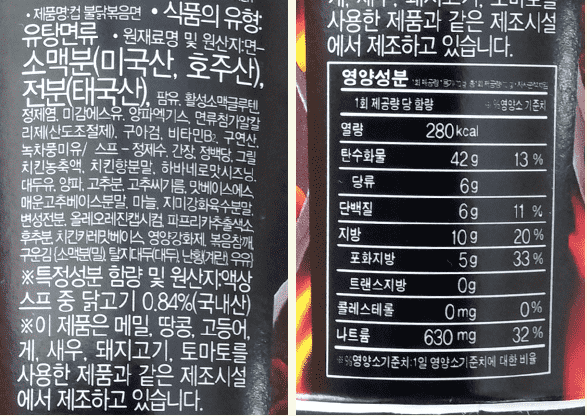 • 제품명:컵 불닭볶음면 • 식품의 유형:
유탕면류 • 원재료명 및 원산지:면-
소맥분(미국산, 호주산),
전분(태국산), 팜유, 활성소맥글루텐,
정제염, 미감에스유, 양파엑기스, 면류첨가알칼
리제(산도조절제), 구아검, 비타민B₂, 구연산,
녹차풍미유/ 스프 - 정제수, 간장, 정백당, 그릴
치킨농축액, 치킨향분말, 하바네로맛시즈닝,
대두유, 양파, 고추분, 고추씨기름, 맛베이스에스,
매운고추베이스분말, 마늘, 지미강화육수분말,
변성전분, 올레오레진캡시컴, 파프리카추출색소,
후추분, 치킨카레맛베이스, 영양강화제, 볶음참깨,
구운김 (소맥분(밀), 탈지대두(대두), 난황(계란), 우유)
※특정성분 함량 및 원산지:액상
스프 중 닭고기 0.84%(국내산)
※이 제품은 메밀, 땅콩, 고등어,
게, 새우, 돼지고기, 토마토를
사용한 제품과 같은 제조시설
에서 제조하고 있습니다.
게, 새우, 돼지고기, 토마토를
사용한 제품과 같은 제조시설
에서 제조하고 있습니다.
영양성분
1회 제공량 당 함량 ※%영양소 기준치
열량 280kcal
탄수화물 42g 13%
당류 6g
단백질 6g 11%
지방 10g 20%
포화지방 5g 33%
트랜스지방 0g
콜레스테롤 0mg 0%
나트륨 630mg 32%
※%영양소기준치:1일 영양소기준치에 대한 비율